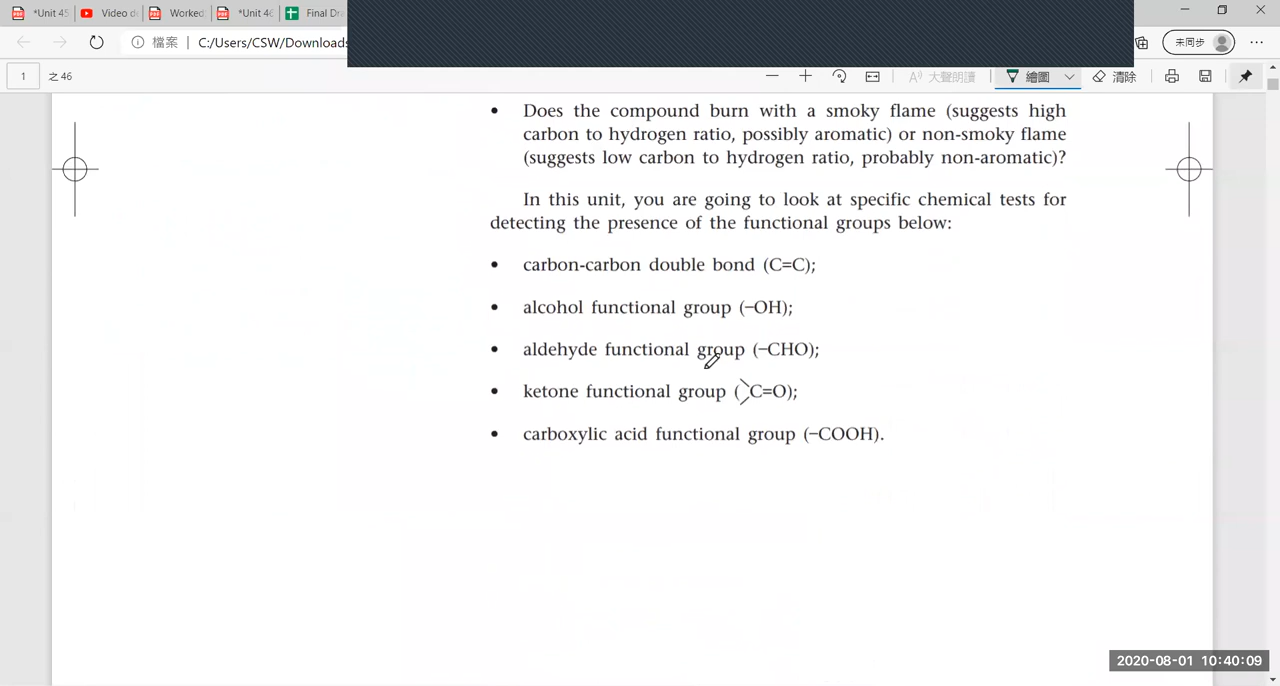 *Unit 45
Video d
Worked
*Unit 46
Final Dr
檔案 | C:/Users/CSW/Downloads
未同步
1 之 46
大聲朗讀
繪圖
清除
• Does the compound burn with a smoky flame (suggests high
carbon to hydrogen ratio, possibly aromatic) or non-smoky flame
(suggests low carbon to hydrogen ratio, probably non-aromatic)?
In this unit, you are going to look at specific chemical tests for
detecting the presence of the functional groups below:
• carbon-carbon double bond (C=C);
• alcohol functional group (–OH);
• aldehyde functional group (–CHO);
• ketone functional group (>C=O);
• carboxylic acid functional group (–COOH).
2020-08-01 10:40:09